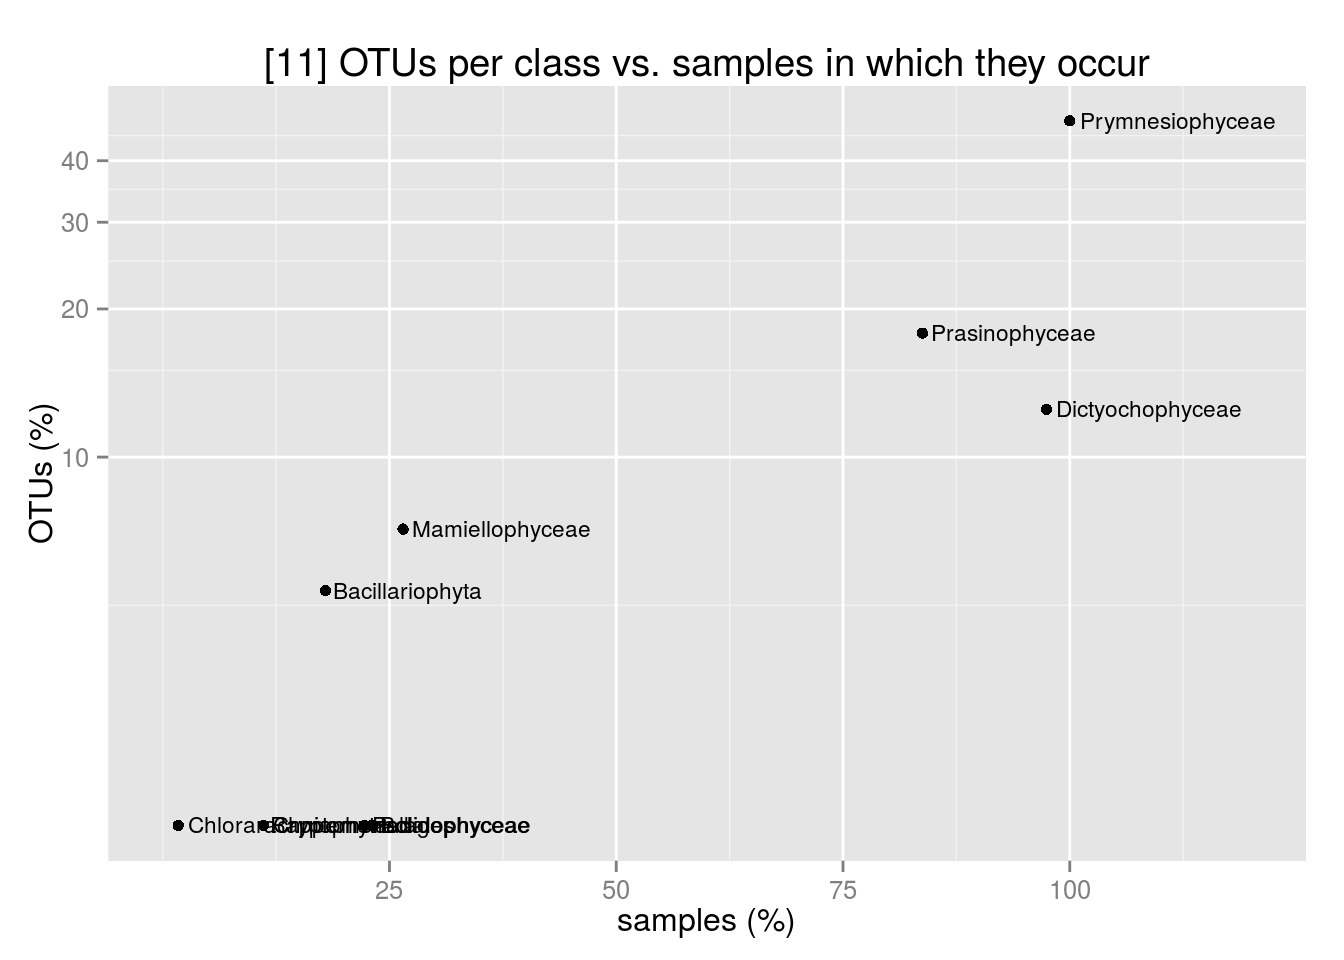 [11] OTUs per class vs. samples in which they occur
Prymnesiophyceae
40
30
20
Prasinophyceae
Dictyochophyceae
10
OTUs (%)
Mamiellophyceae
Bacillariophyta
25
50
75
100
samples (%)